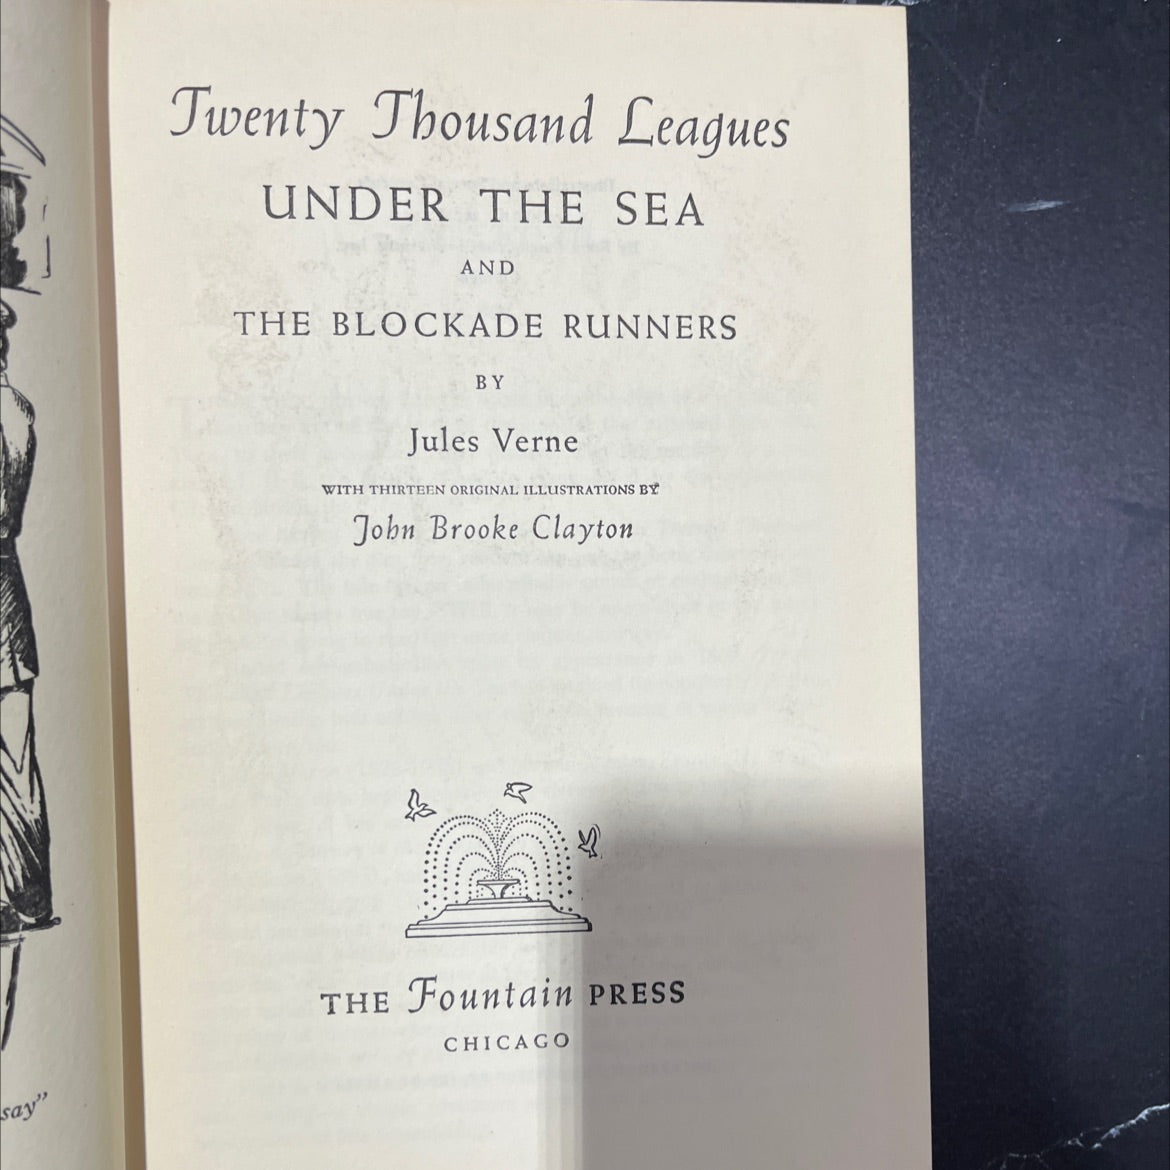 Twenty Thousand Leagues
UNDER THE SEA
AND
THE BLOCKADE RUNNERS
BY
Jules Verne
WITH THIRTEEN ORIGINAL ILLUSTRATIONS BY
John Brooke Clayton
THE Fountain PRESS
CHICAGO
say"